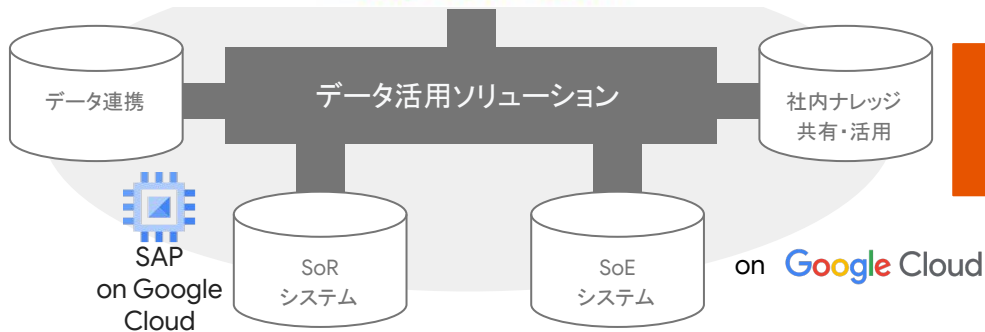 データ連携
データ活用ソリューション
社内ナレッジ
共有・活用
SAP
on Google
Cloud
SoR
システム
SoE
システム
on Google Cloud